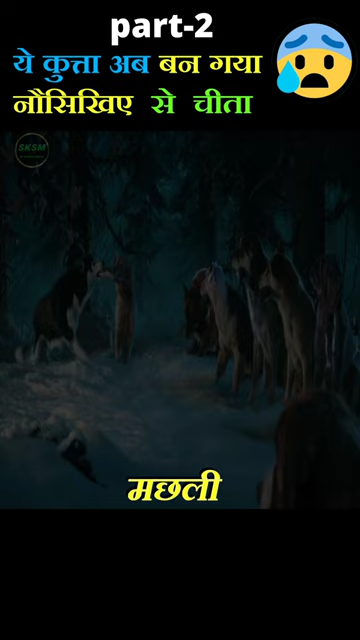 part-2
ये कुत्ता अब बन गया
नौसिखिए से चीता
SKSM
मछली